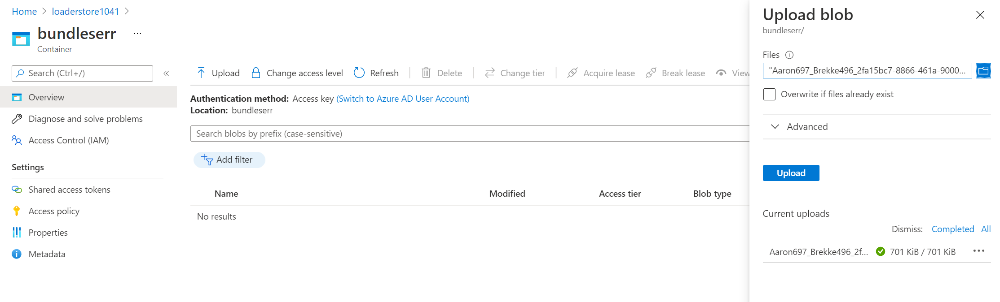 Home > loaderstore1041 >
bundleserr ...
Container
Search (Ctrl+/) «
Overview
Diagnose and solve problems
Access Control (IAM)
Settings
Shared access tokens
Access policy
Properties
Metadata
Upload Change access level Refresh Delete Change tier Acquire lease Break lease View
Authentication method: Access key (Switch to Azure AD User Account)
Location: bundleserr
Search blobs by prefix (case-sensitive)
Add filter
Name Modified Access tier Blob type
No results
Upload blob
bundleserr/
Files
"Aaron697_Brekke496_2fa15bc7-8866-461a-9000...
Overwrite if files already exist
Advanced
Upload
Current uploads
Dismiss: Completed All
Aaron697_Brekke496_2f... 701 KiB / 701 KiB ...